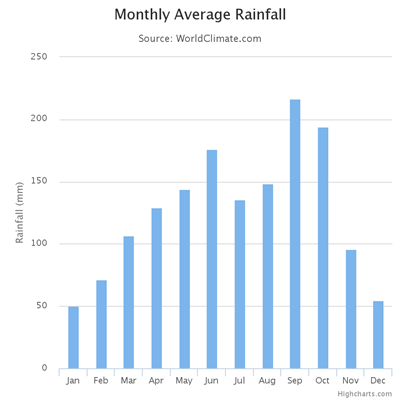 Monthly Average Rainfall
Source: WorldClimate.com
250
200
150
100
50
0
Rainfall (mm)
Jan Feb Mar Apr May Jun Jul Aug Sep Oct Nov Dec
Highcharts.com